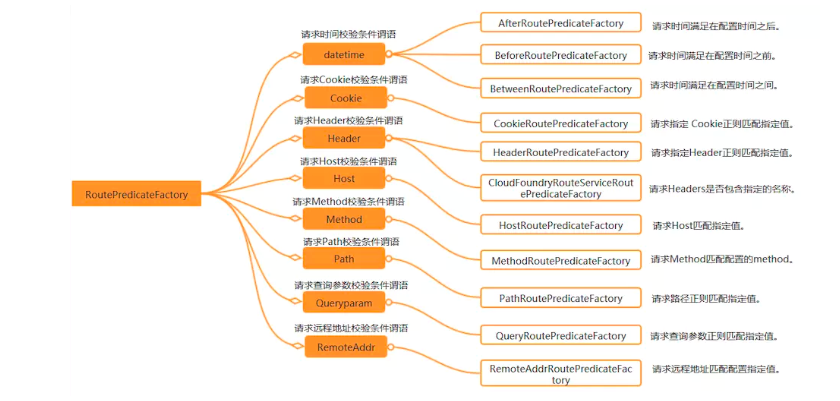 请求时间校验条件谓语
datetime
AfterRoutePredicateFactory
请求时间满足在配置时间之后。
BeforeRoutePredicateFactory
请求时间满足在配置时间之前。
BetweenRoutePredicateFactory
请求时间满足在配置时间之间。
请求Cookie校验条件谓语
Cookie
CookieRoutePredicateFactory
请求指定 Cookie正则匹配指定值。
请求Header校验条件谓语
Header
HeaderRoutePredicateFactory
请求指定Header正则匹配指定值。
CloudFoundryRouteServiceRout
ePredicateFactory
请求Headers是否包含指定的名称。
RoutePredicateFactory
请求Host校验条件谓语
Host
HostRoutePredicateFactory
请求Host匹配指定值。
请求Method校验条件谓语
Method
MethodRoutePredicateFactory
请求Method匹配配置的method。
请求Path校验条件谓语
Path
PathRoutePredicateFactory
请求路径正则匹配指定值。
请求查询参数校验条件谓语
Queryparam
QueryRoutePredicateFactory
请求查询参数正则匹配指定值。
请求远程地址校验条件谓语
RemoteAddr
RemoteAddrRoutePredicateFac
tory
请求远程地址匹配配置指定值。